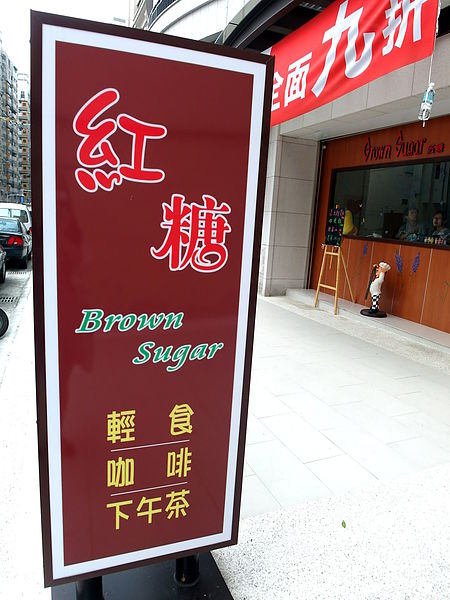 紅
糖
Brown
Sugar
輕食
咖啡
下午茶
全面九折
Brown Sugar